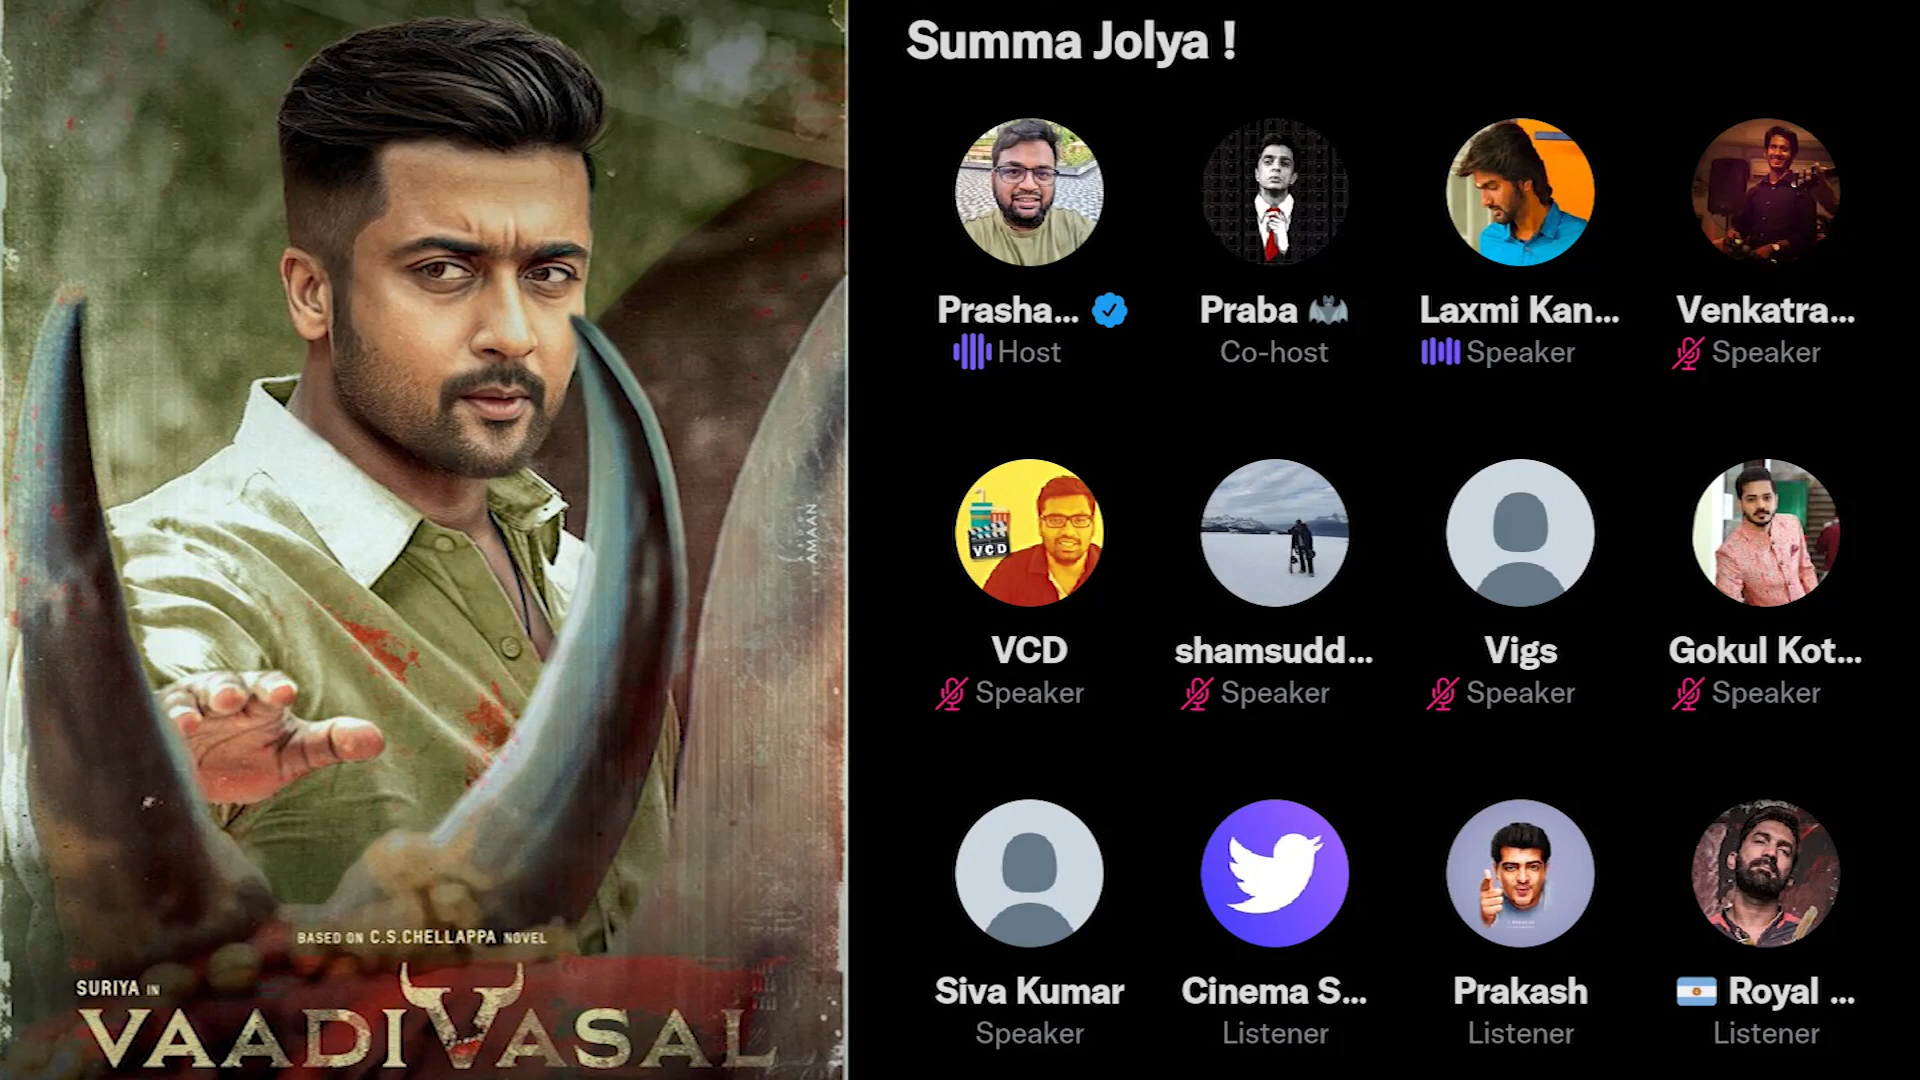 BASED ON C.S.CHELLAPPA NOVEL
SURIYA IN
VAADIVASAL
AMAAN
Summa Jolya !
Prasha...
Host
Praba
Co-host
Laxmi Kan...
Speaker
Venkatra...
Speaker
VCD
VCD
Speaker
shamsudd...
Speaker
Vigs
Speaker
Gokul Kot...
Speaker
Siva Kumar
Speaker
Cinema S...
Listener
Prakash
Listener
Royal ...
Listener